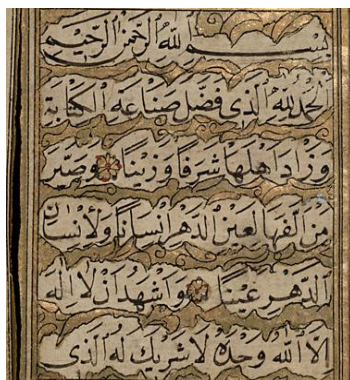 بسم الله الرحمن الرحيم
الحمد لله الذي فضل صناعة الكتابة
وزاد اهلها شرفا وزينا وصير
من الفها لعين الدهر انسانا ولانسان
الدهر عينا واشهد ان لا اله
الا الله وحده لا شريك له الذي